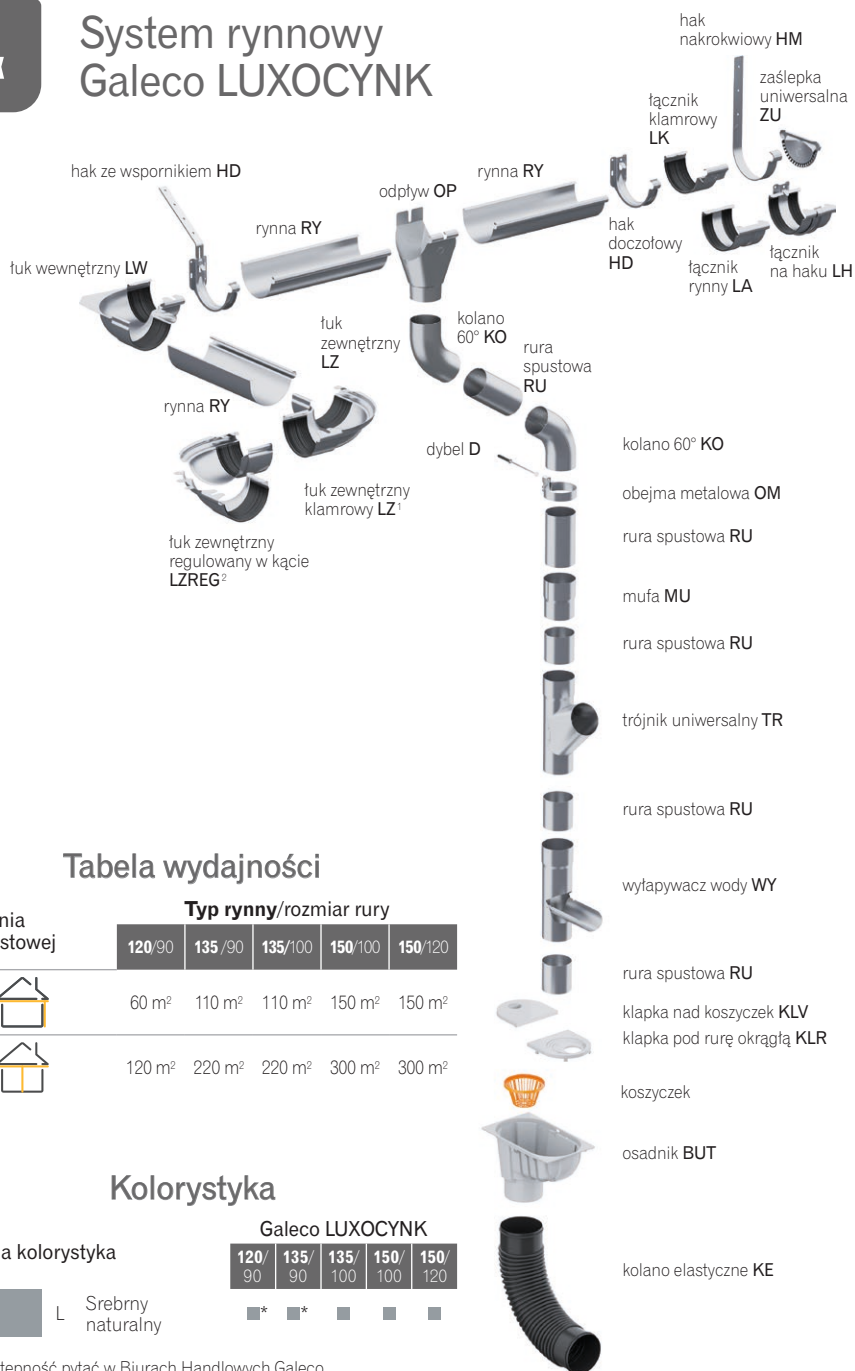 System rynnowy
Galeco LUXOCYNK
hak
nakrokwiowy HM
zaślepka
uniwersalna
ZU
łącznik
klamrowy
LK
hak ze wspornikiem HD
odpływ OP
rynna RY
rynna RY
hak
doczołowy
HD
łącznik
rynny LA
łącznik
na haku LH
łuk wewnętrzny LW
łuk
zewnętrzny
LZ
kolano
60° KO
rura
spustowa
RU
rynna RY
dybel D
kolano 60° KO
łuk zewnętrzny
klamrowy LZ¹
obejma metalowa OM
łuk zewnętrzny
regulowany w kącie
LZREG²
rura spustowa RU
mufa MU
rura spustowa RU
trójnik uniwersalny TR
rura spustowa RU
wyłapywacz wody WY
rura spustowa RU
klapka nad koszyczek KLV
klapka pod rurę okrągłą KLR
koszyczek
osadnik BUT
kolano elastyczne KE
Tabela wydajności
Typ rynny/rozmiar rury
120/90 135/90 135/100 150/100 150/120
60 m² 110 m² 110 m² 150 m² 150 m²
120 m² 220 m² 220 m² 300 m² 300 m²
Kolorystyka
Galeco LUXOCYNK
a kolorystyka
120/ 135/ 135/ 150/ 150/
90 90 100 100 120
L Srebrny
naturalny
* *